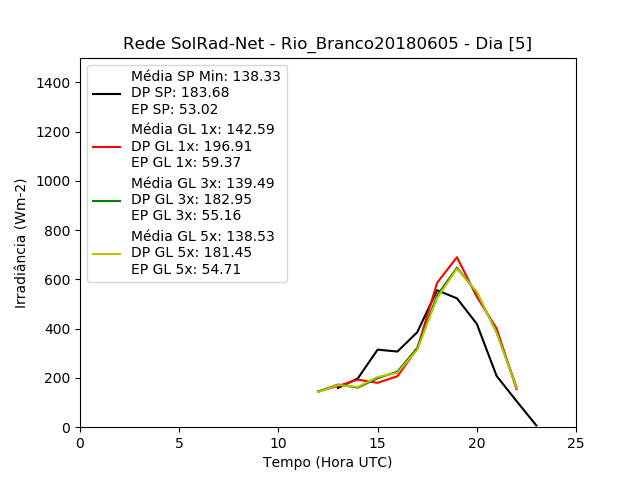 Rede SolRad-Net - Rio_Branco20180605 - Dia [5]
Média SP Min: 138.33
DP SP: 183.68
EP SP: 53.02
Média GL 1x: 142.59
DP GL 1x: 196.91
EP GL 1x: 59.37
Média GL 3x: 139.49
DP GL 3x: 182.95
EP GL 3x: 55.16
Média GL 5x: 138.53
DP GL 5x: 181.45
EP GL 5x: 54.71
Irradiância (Wm-2)
1400
1200
1000
800
600
400
200
0
0 5 10 15 20 25
Tempo (Hora UTC)